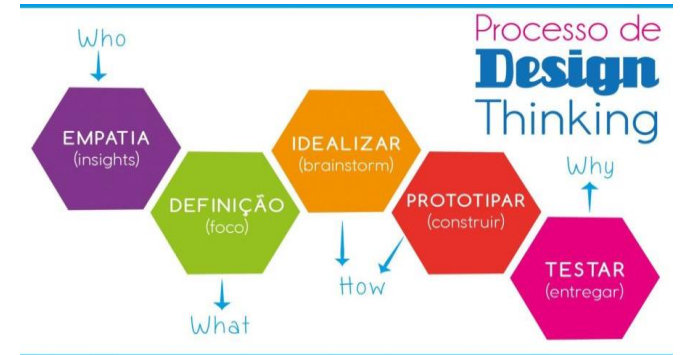 Processo de
Design
Thinking
Who
EMPATIA
(insights)
DEFINIÇÃO
(foco)
What
IDEALIZAR
(brainstorm)
How
PROTOTIPAR
(construir)
Why
TESTAR
(entregar)